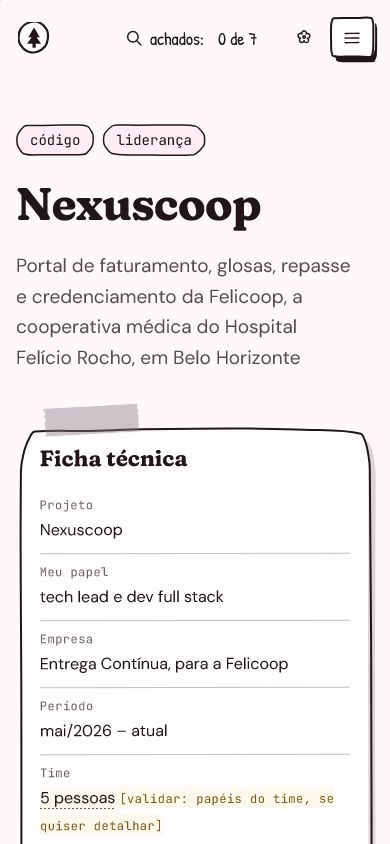 achados: 0 de 7
código liderança
Nexuscoop
Portal de faturamento, glosas, repasse
e credenciamento da Felicoop, a
cooperativa médica do Hospital
Felício Rocho, em Belo Horizonte
Ficha técnica
Projeto
Nexuscoop
Meu papel
tech lead e dev full stack
Empresa
Entrega Contínua, para a Felicoop
Período
mai/2026 – atual
Time
5 pessoas [validar: papéis do time, se
quiser detalhar]